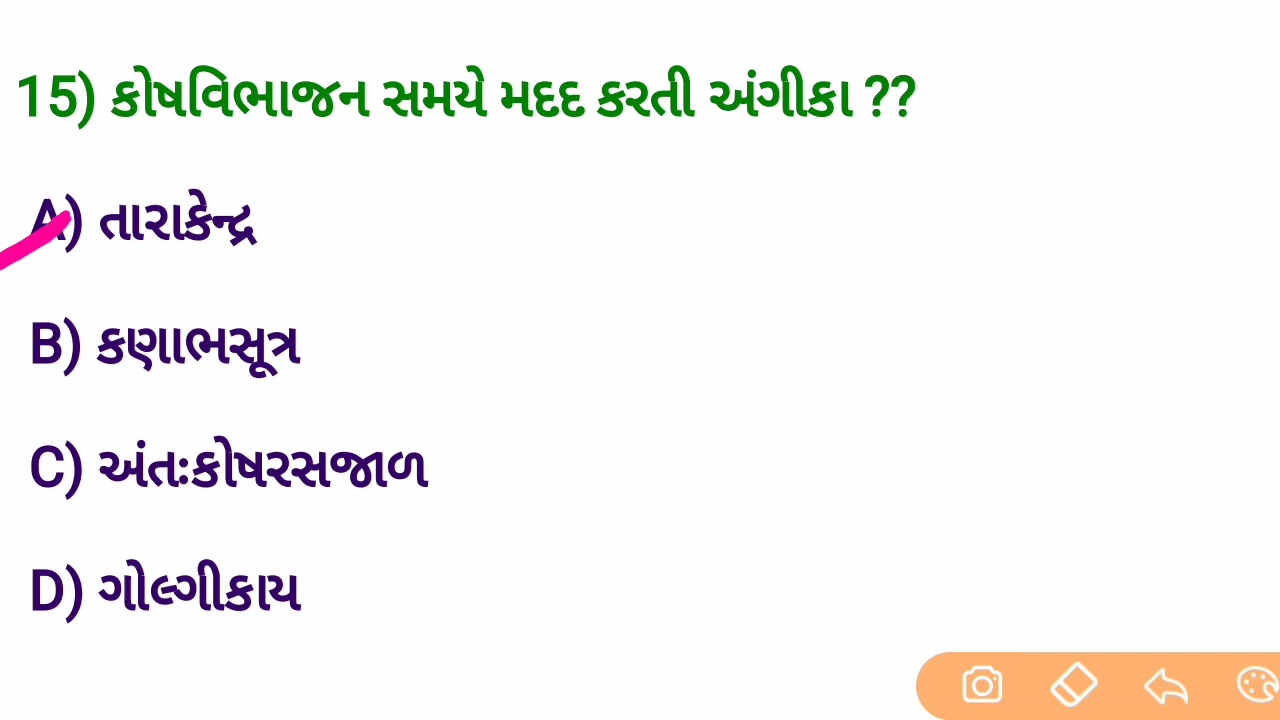 15) કોષવિભાજન સમયે મદદ કરતી અંગીકા ??
A) તારાકેન્દ્ર
B) કણાભસૂત્ર
C) અંતઃકોષરસજાળ
D) ગોલ્ગીકાય